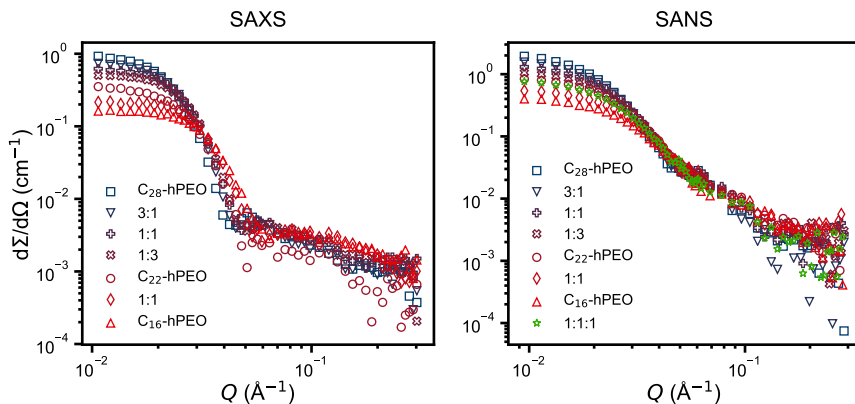 SAXS
dΣ/dΩ (cm⁻¹)
10⁰
10⁻¹
10⁻²
10⁻³
10⁻⁴
C₂₈-hPEO
3:1
1:1
1:3
C₂₂-hPEO
1:1
C₁₆-hPEO
10⁻²
10⁻¹
Q (Å⁻¹)
SANS
10⁰
10⁻¹
10⁻²
10⁻³
10⁻⁴
C₂₈-hPEO
3:1
1:1
1:3
C₂₂-hPEO
1:1
C₁₆-hPEO
1:1:1
10⁻²
10⁻¹
Q (Å⁻¹)